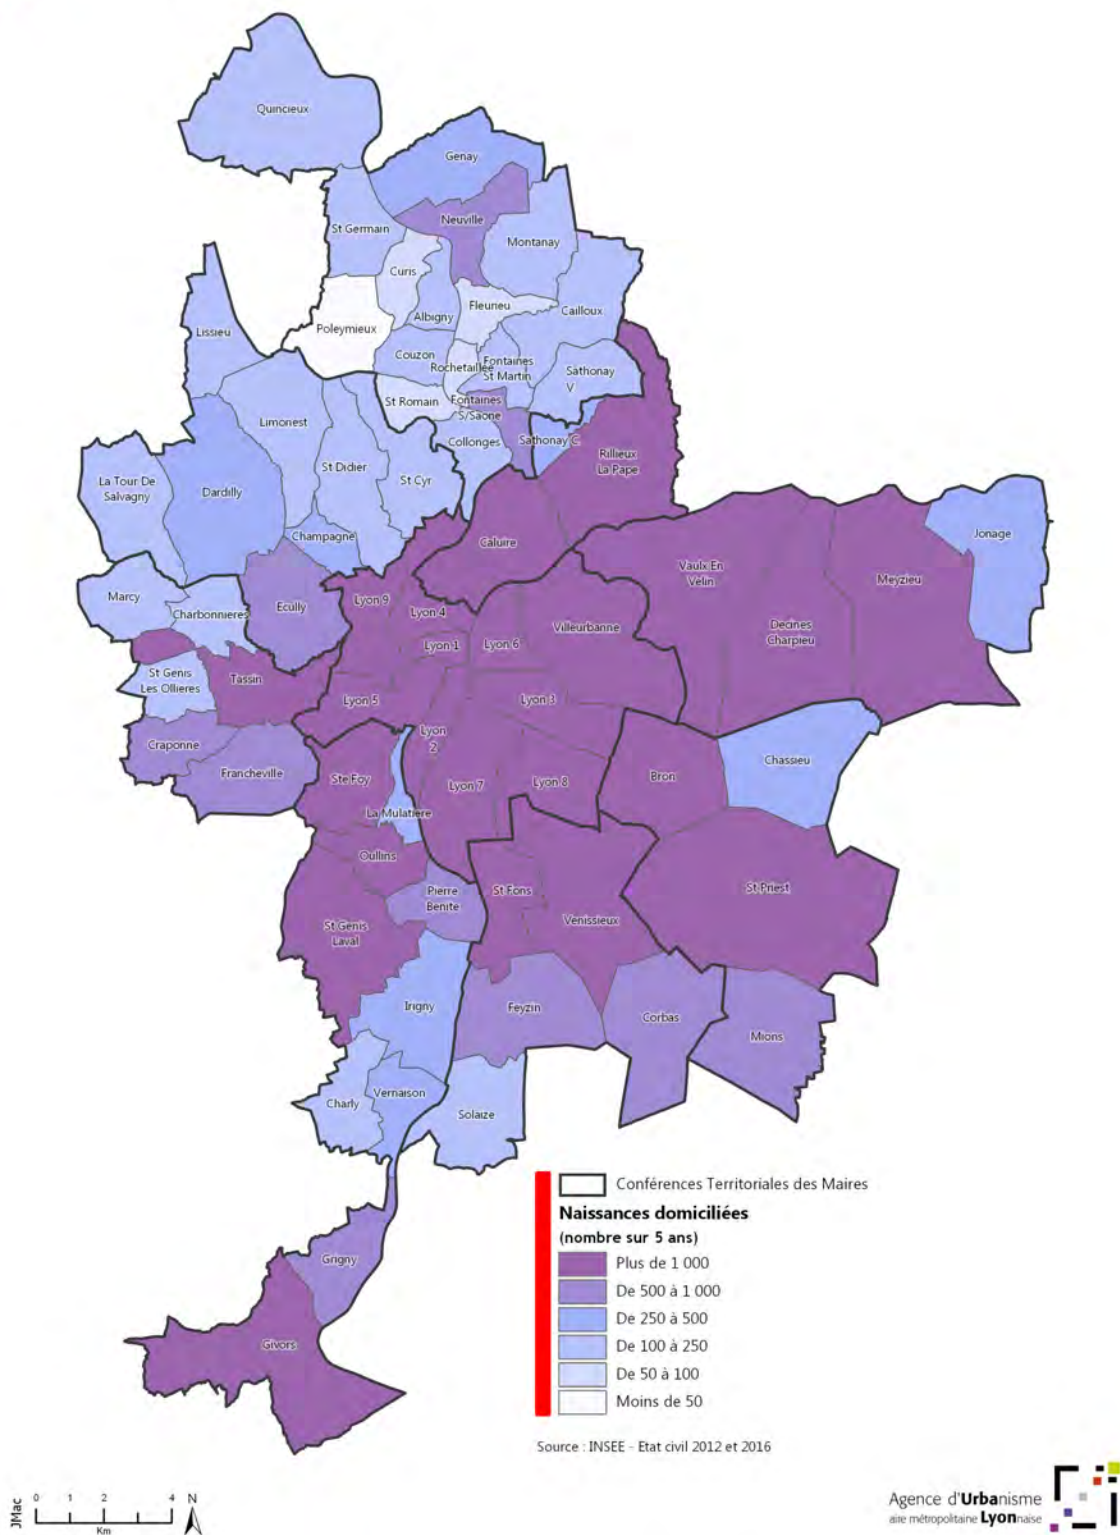 Quincieux
Genay
Neuville
St Germain
Montanay
Curis
Cailloux
Fleurieu
Albigny
Poleymieux
Lissieu
Couzon
Rochetaillée
Fontaines
St Martin
Sathonay
V
St Romain
Fontaines
S/Saone
Limonest
Collonges
Sathonay C
Rillieux
La Pape
St Didier
St Cyr
La Tour De
Salvagny
Dardilly
Champagne
Caluire
Jonage
Vaulx En
Velin
Meyzieu
Marcy
Charbonnieres
Ecully
Lyon 9
Lyon 4
Villeurbanne
Decines
Charpieu
Lyon 1
Lyon 6
St Genis
Les Ollieres
Tassin
Lyon 5
Lyon 3
Lyon
2
Craponne
Francheville
Ste Foy
Lyon 7
Lyon 8
Bron
Chassieu
La Mulatiere
Oullins
Pierre
Benite
St Fons
St Priest
St Genis
Laval
Venissieux
Irigny
Feyzin
Corbas
Mions
Charly
Vernaison
Solaize
Grigny
Givors
Conférences Territoriales des Maires
Naissances domiciliées
(nombre sur 5 ans)
Plus de 1 000
De 500 à 1 000
De 250 à 500
De 100 à 250
De 50 à 100
Moins de 50
Source : INSEE - Etat civil 2012 et 2016
JMac
0 1 2 4
Km
N
Agence d'Urbanisme
aire métropolitaine Lyonnaise